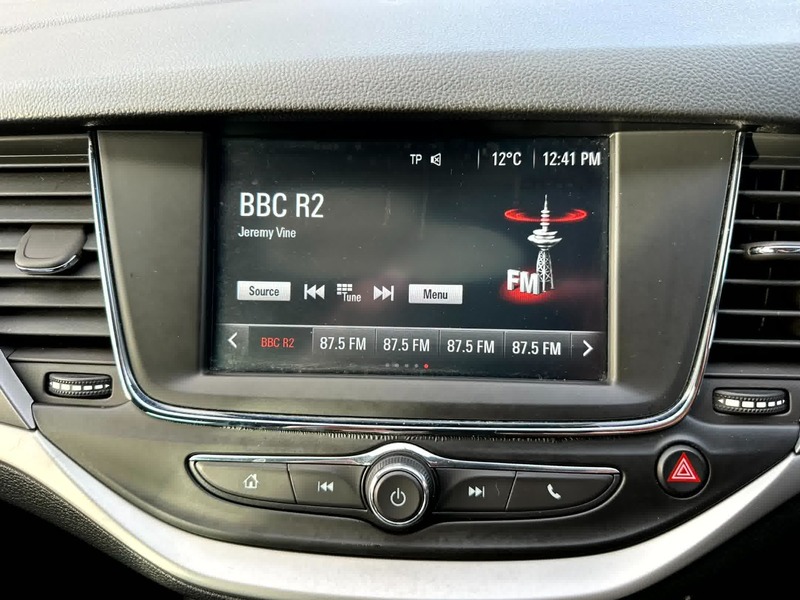 TP 12°C 12:41 PM
BBC R2
Jeremy Vine
FM
Source Tune Menu
BBC R2 87.5 FM 87.5 FM 87.5 FM 87.5 FM